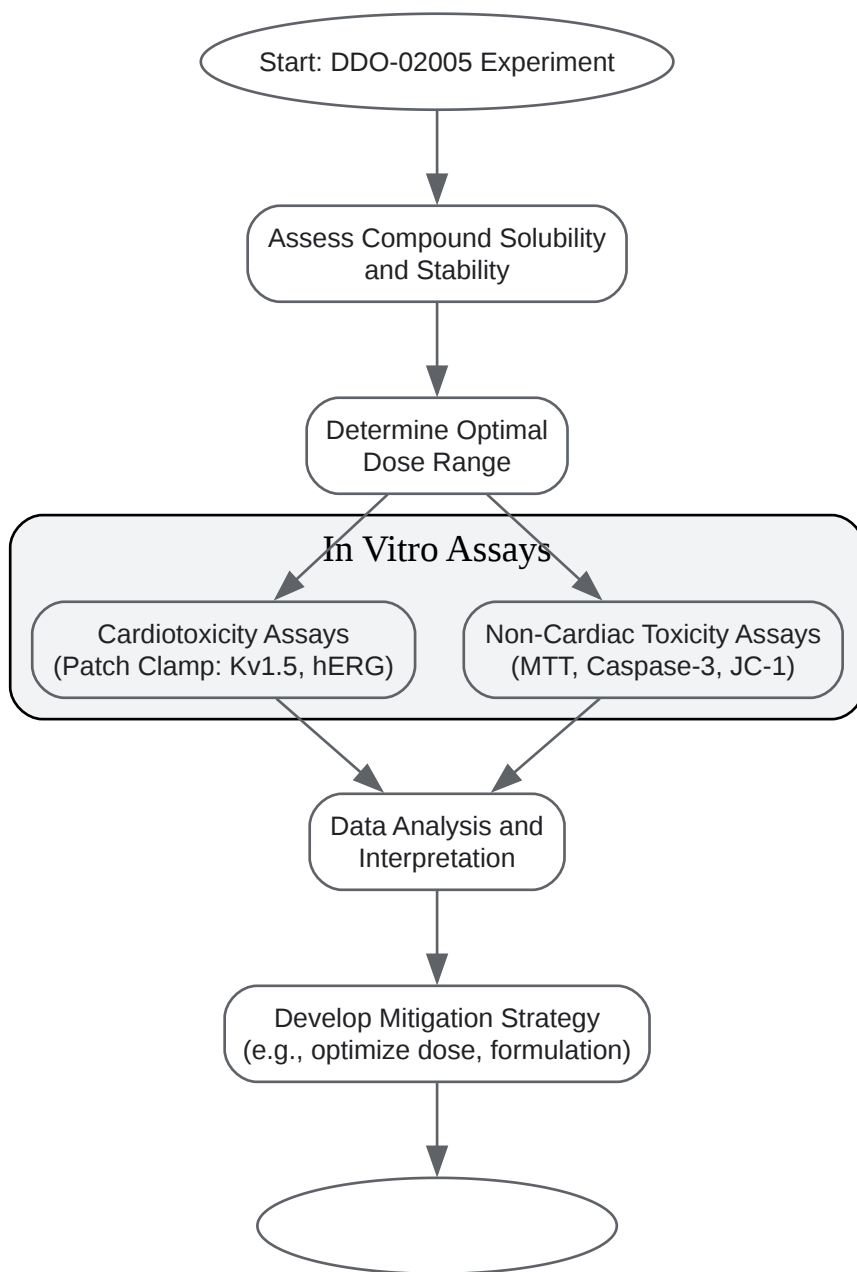 Start: DDO-02005 Experiment
Assess Compound Solubility
and Stability
Determine Optimal
Dose Range
In Vitro Assays
Cardiotoxicity Assays
(Patch Clamp: Kv1.5, hERG)
Non-Cardiac Toxicity Assays
(MTT, Caspase-3, JC-1)
Data Analysis and
Interpretation
Develop Mitigation Strategy
(e.g., optimize dose, formulation)